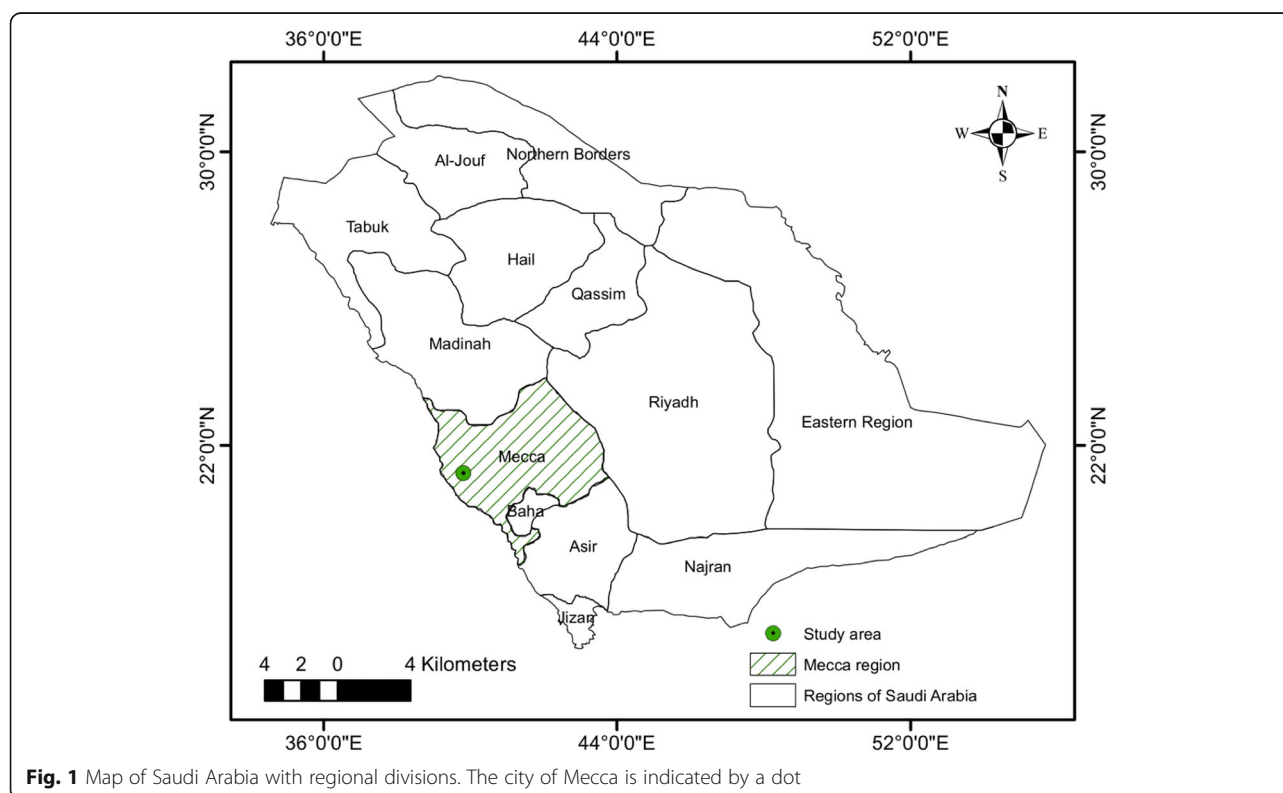 36°0'0"E 44°0'0"E 52°0'0"E
30°0'0"N
30°0'0"N
22°0'0"N
22°0'0"N
N
W E
S
Northern Borders
Al-Jouf
Tabuk
Hail
Qassim
Madinah
Riyadh
Eastern Region
Mecca
Baha
Asir
Najran
Jizan
Study area
Mecca region
Regions of Saudi Arabia
4 2 0 4 Kilometers
36°0'0"E 44°0'0"E 52°0'0"E
Fig. 1 Map of Saudi Arabia with regional divisions. The city of Mecca is indicated by a dot